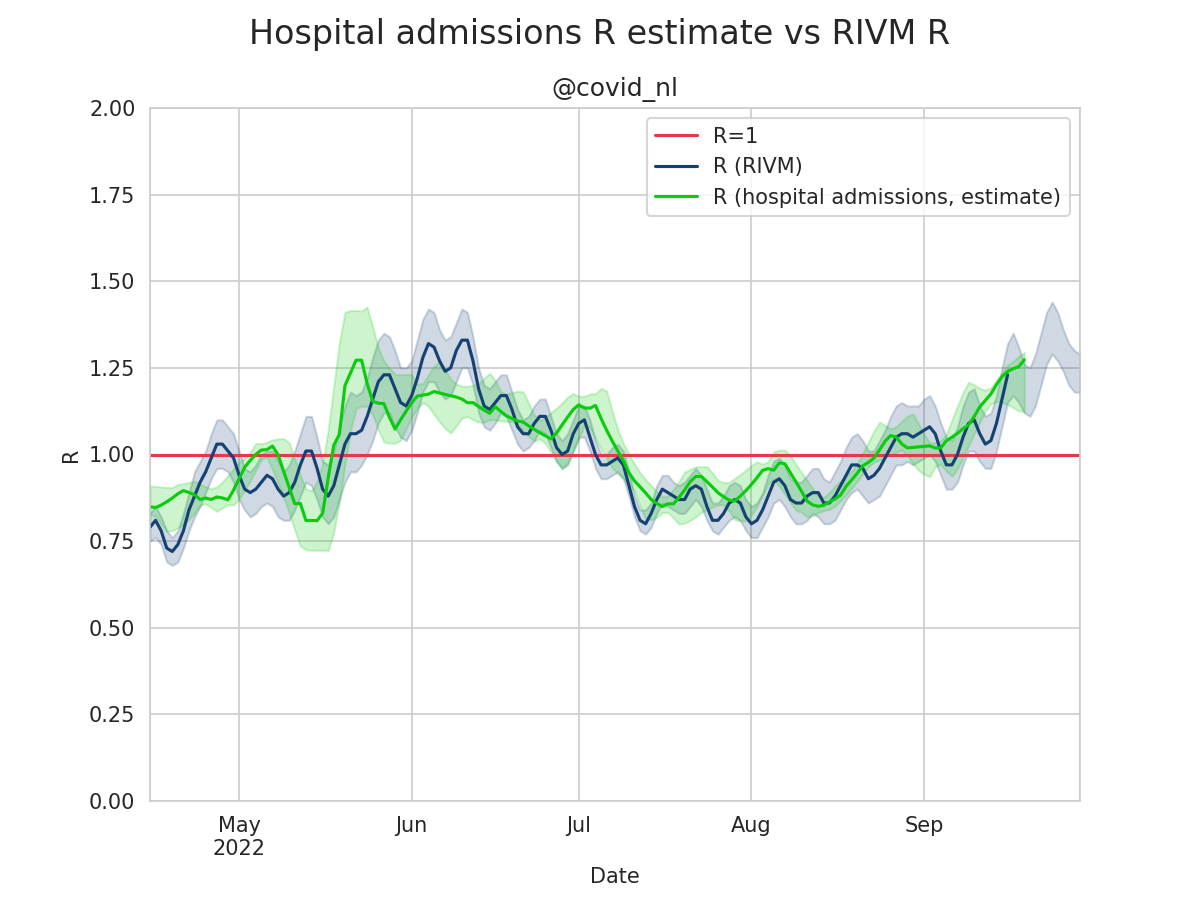 Hospital admissions R estimate vs RIVM R
@covid_nl
R=1
R (RIVM)
R (hospital admissions, estimate)
2.00
1.75
1.50
1.25
1.00
0.75
0.50
0.25
0.00
R
May
2022
Jun
Jul
Aug
Sep
Date